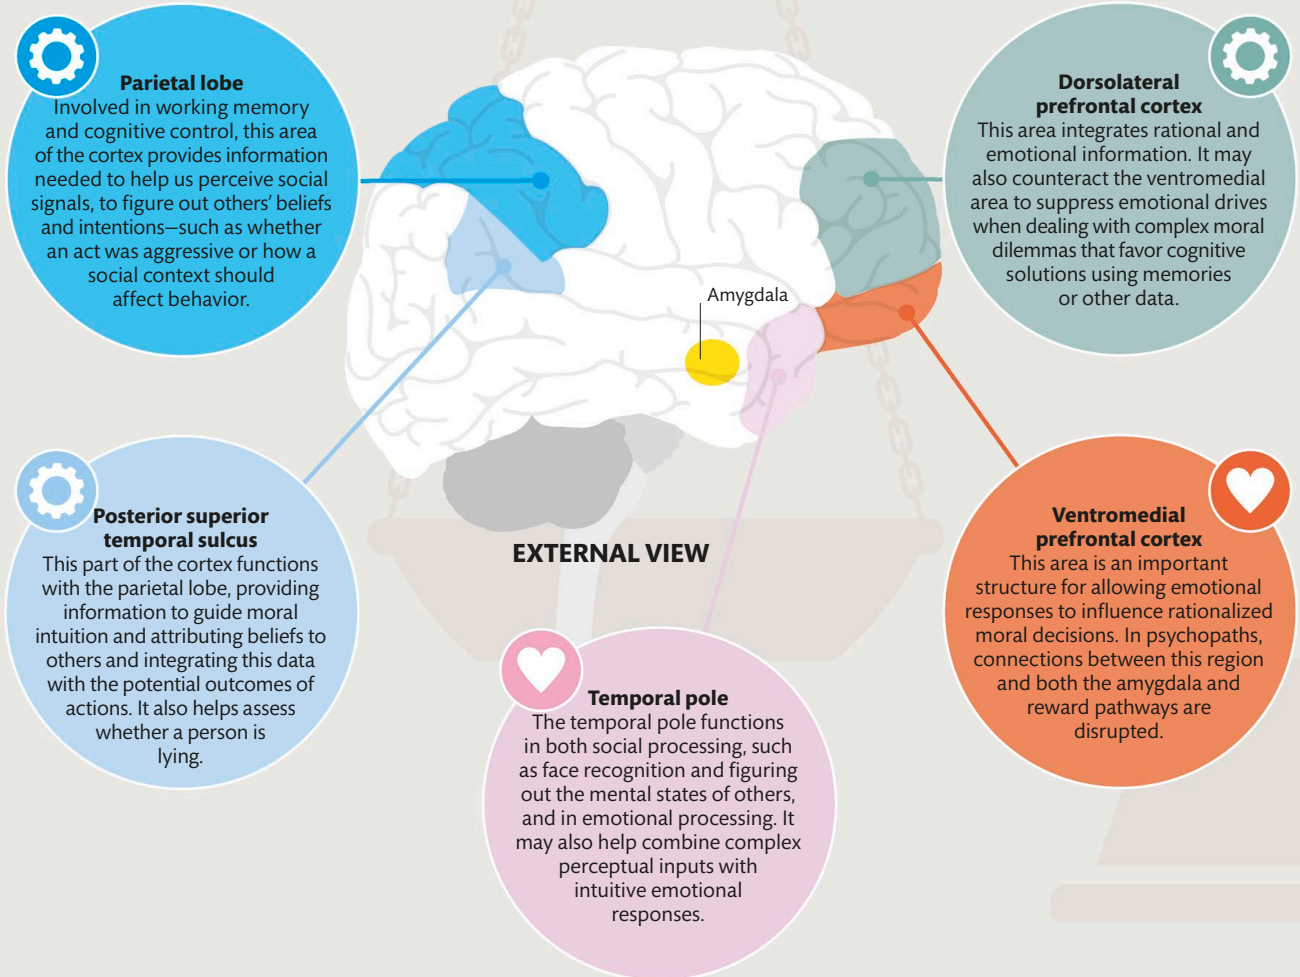 Parietal lobe
Involved in working memory
and cognitive control, this area
of the cortex provides information
needed to help us perceive social
signals, to figure out others’ beliefs
and intentions—such as whether
an act was aggressive or how a
social context should
affect behavior.
Dorsolateral
prefrontal cortex
This area integrates rational and
emotional information. It may
also counteract the ventromedial
area to suppress emotional drives
when dealing with complex moral
dilemmas that favor cognitive
solutions using memories
or other data.
Amygdala
Posterior superior
temporal sulcus
This part of the cortex functions
with the parietal lobe, providing
information to guide moral
intuition and attributing beliefs to
others and integrating this data
with the potential outcomes of
actions. It also helps assess
whether a person is
lying.
EXTERNAL VIEW
Ventromedial
prefrontal cortex
This area is an important
structure for allowing emotional
responses to influence rationalized
moral decisions. In psychopaths,
connections between this region
and both the amygdala and
reward pathways are
disrupted.
Temporal pole
The temporal pole functions
in both social processing, such
as face recognition and figuring
out the mental states of others,
and in emotional processing. It
may also help combine complex
perceptual inputs with
intuitive emotional
responses.